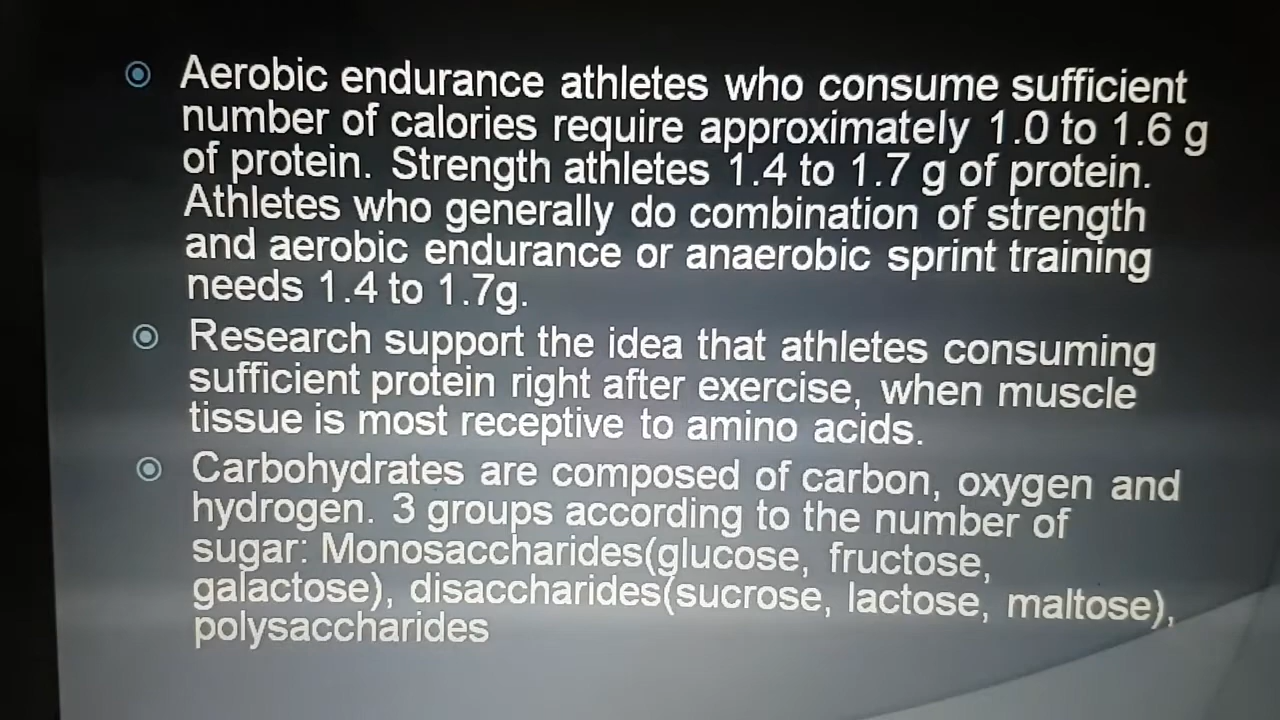 Aerobic endurance athletes who consume sufficient
number of calories require approximately 1.0 to 1.6 g
of protein. Strength athletes 1.4 to 1.7 g of protein.
Athletes who generally do combination of strength
and aerobic endurance or anaerobic sprint training
needs 1.4 to 1.7g.
Research support the idea that athletes consuming
sufficient protein right after exercise, when muscle
tissue is most receptive to amino acids.
Carbohydrates are composed of carbon, oxygen and
hydrogen. 3 groups according to the number of
sugar: Monosaccharides(glucose, fructose,
galactose), disaccharides(sucrose, lactose, maltose),
polysaccharides